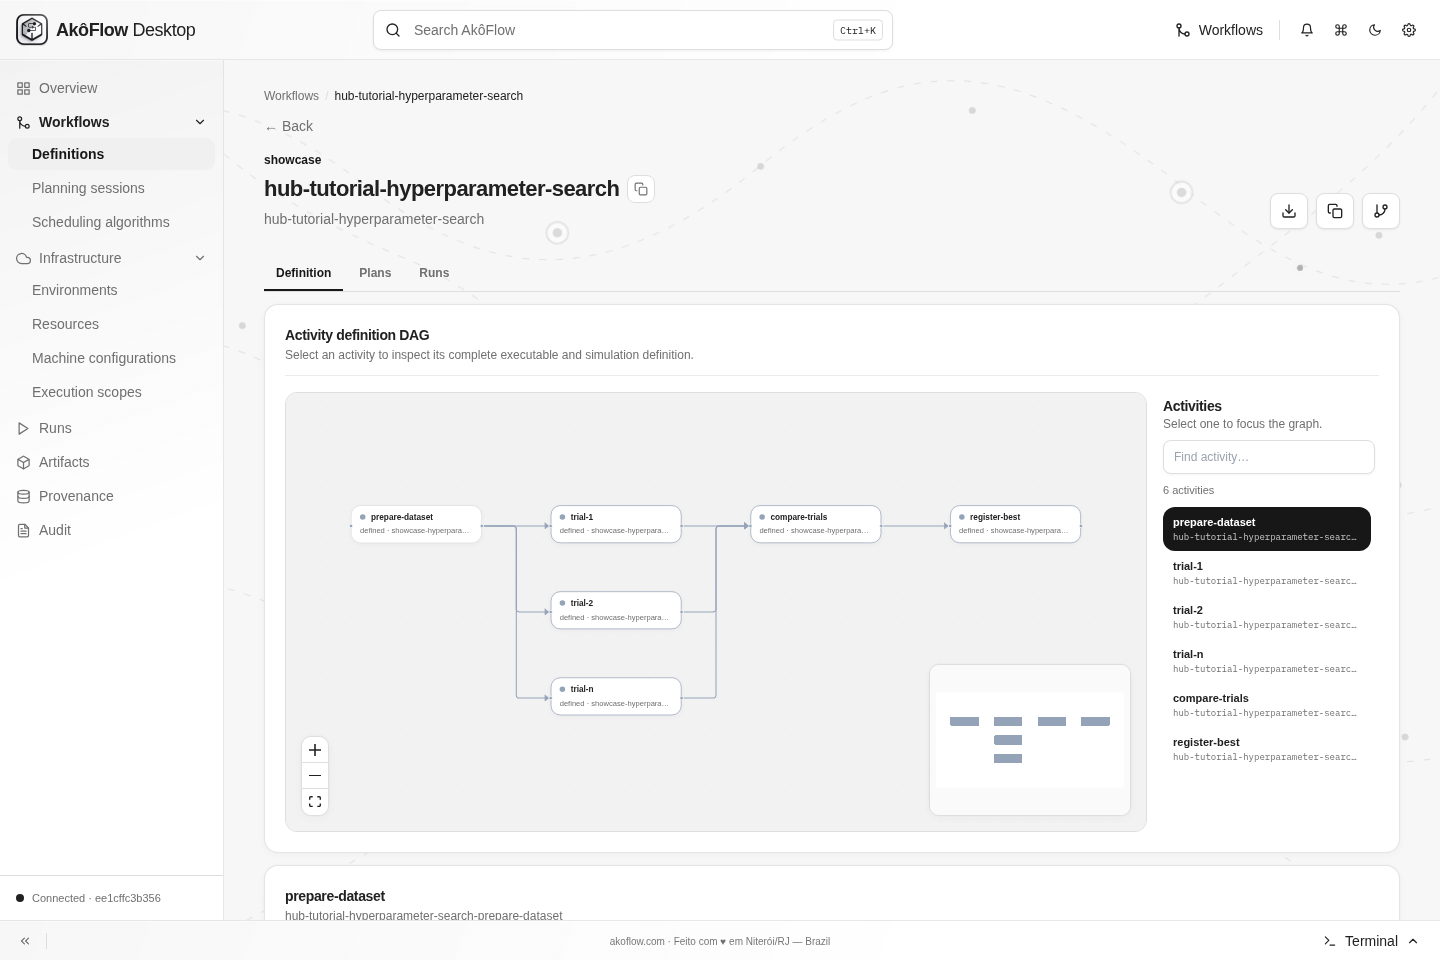 AkôFlow Desktop
Search AkôFlow
Ctrl+K
Workflows
Overview
Workflows
Definitions
Planning sessions
Scheduling algorithms
Infrastructure
Environments
Resources
Machine configurations
Execution scopes
Runs
Artifacts
Provenance
Audit
Connected · ee1cffc3b356
Workflows / hub-tutorial-hyperparameter-search
← Back
showcase
hub-tutorial-hyperparameter-search
hub-tutorial-hyperparameter-search
Definition Plans Runs
Activity definition DAG
Select an activity to inspect its complete executable and simulation definition.
prepare-dataset
defined · showcase-hyperpara…
trial-1
defined · showcase-hyperpara…
compare-trials
defined · showcase-hyperpara…
register-best
defined · showcase-hyperpara…
trial-2
defined · showcase-hyperpara…
trial-n
defined · showcase-hyperpara…
Activities
Select one to focus the graph.
Find activity…
6 activities
prepare-dataset
hub-tutorial-hyperparameter-searc…
trial-1
hub-tutorial-hyperparameter-searc…
trial-2
hub-tutorial-hyperparameter-searc…
trial-n
hub-tutorial-hyperparameter-searc…
compare-trials
hub-tutorial-hyperparameter-searc…
register-best
hub-tutorial-hyperparameter-searc…
prepare-dataset
hub-tutorial-hyperparameter-search-prepare-dataset
akoflow.com · Feito com ♥ em Niterói/RJ — Brazil
Terminal